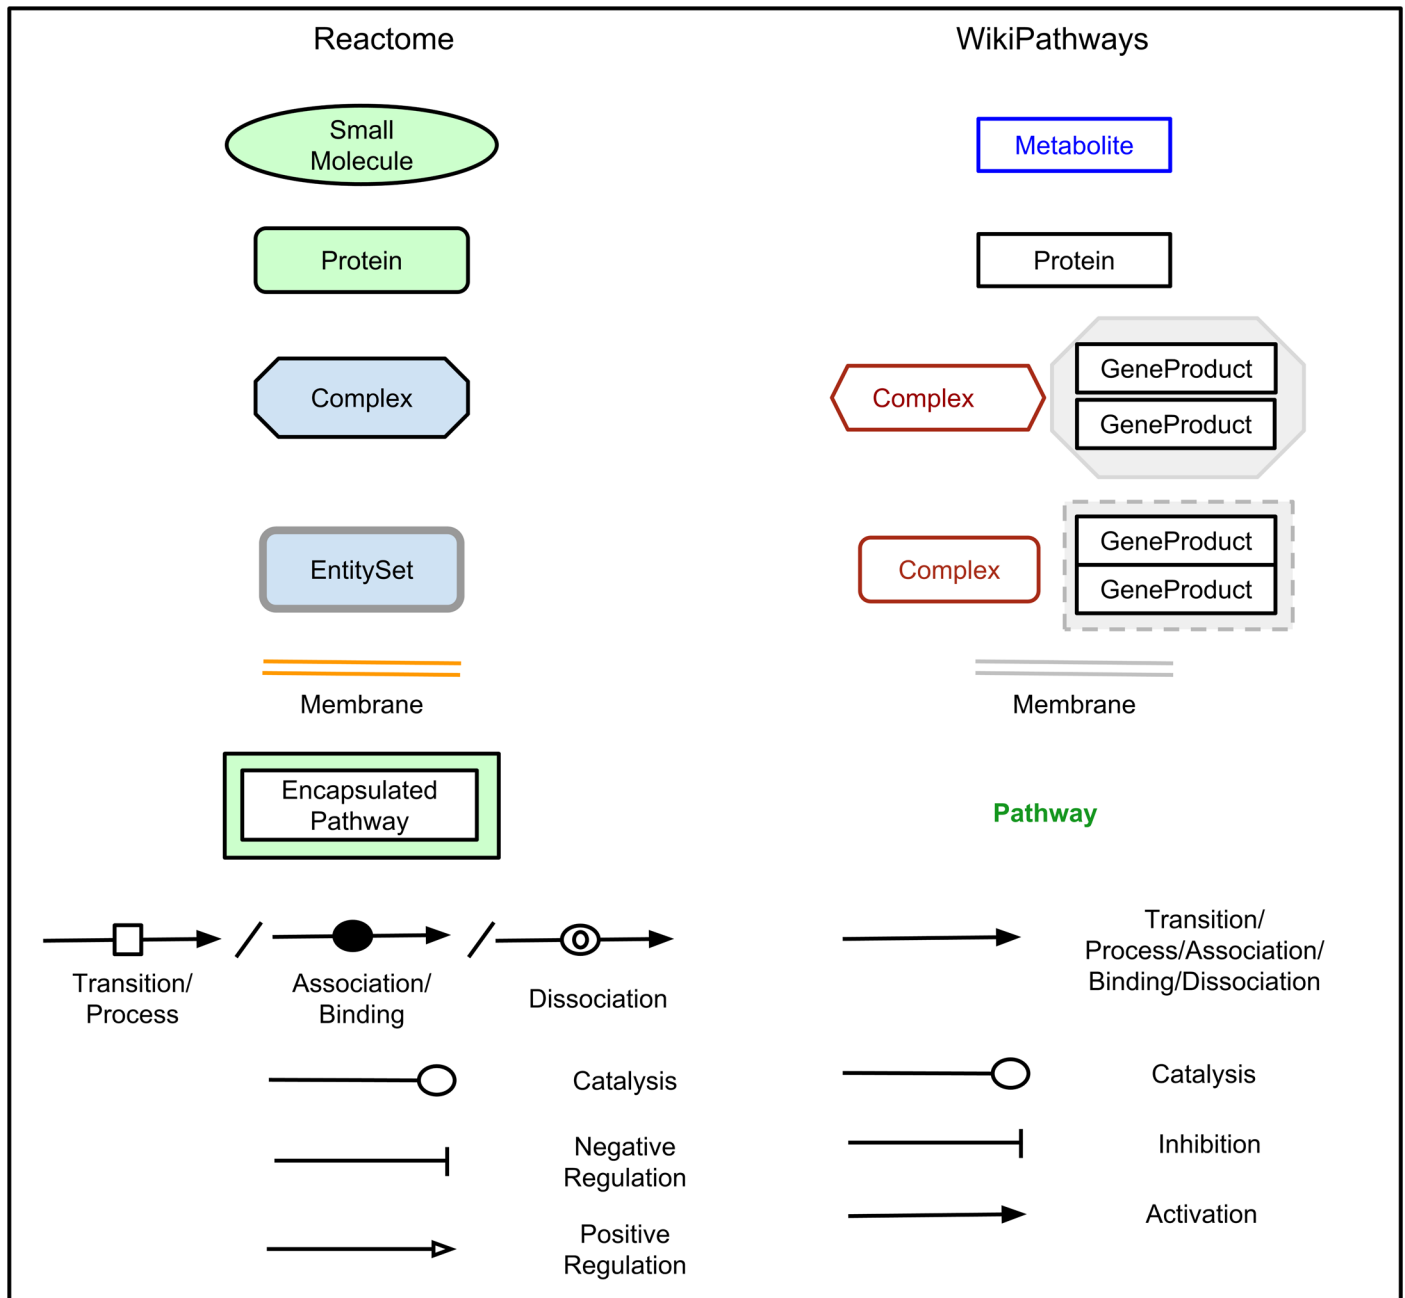 Reactome
WikiPathways
Small
Molecule
Metabolite
Protein
Protein
Complex
Complex
GeneProduct
GeneProduct
EntitySet
Complex
GeneProduct
GeneProduct
Membrane
Membrane
Encapsulated
Pathway
Pathway
Transition/
Process
Association/
Binding
Dissociation
Transition/
Process/Association/
Binding/Dissociation
Catalysis
Catalysis
Negative
Regulation
Inhibition
Positive
Regulation
Activation